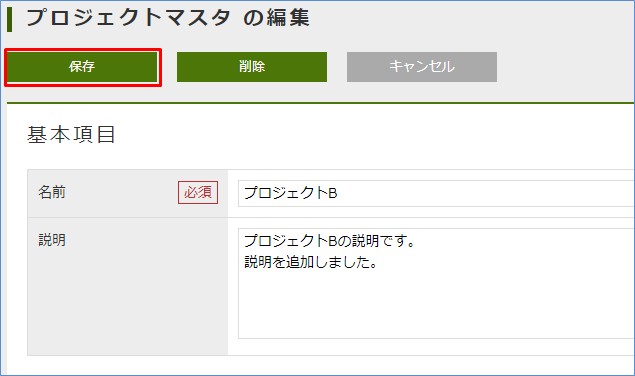 プロジェクトマスタ の編集
保存 削除 キャンセル
基本項目
名前 必須 プロジェクトB
説明 プロジェクトBの説明です。
説明を追加しました。